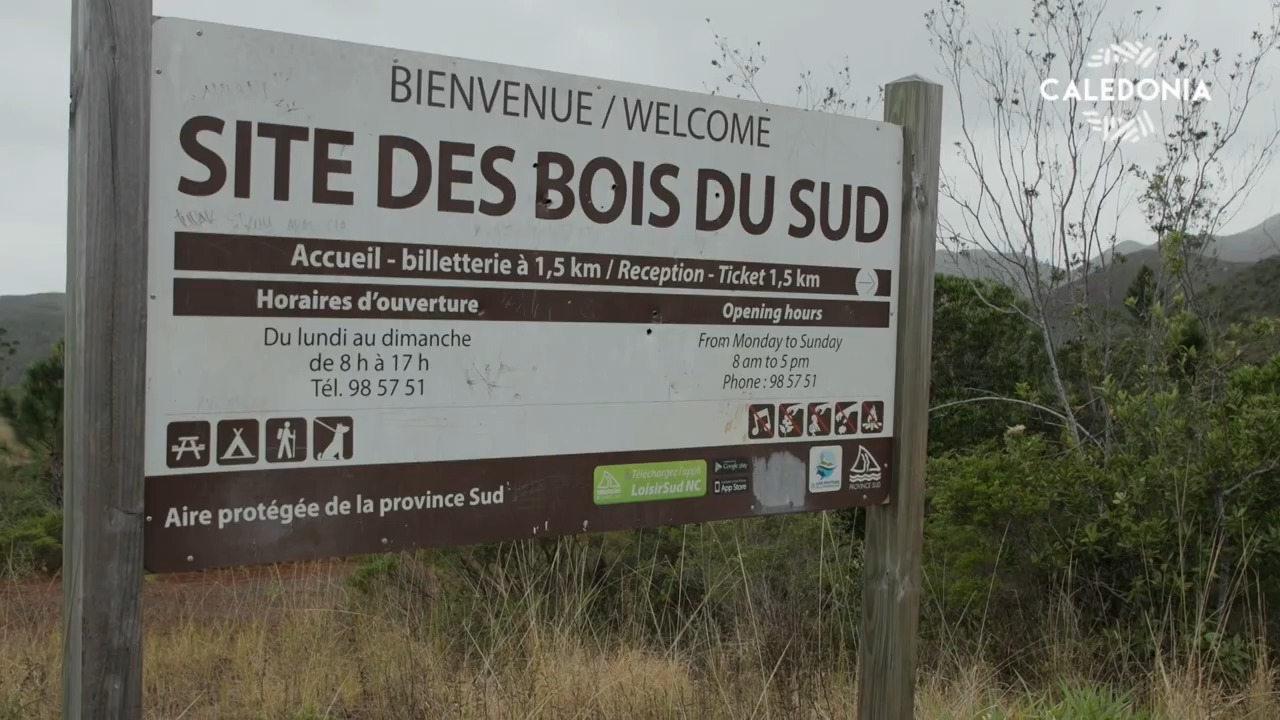 CALEDONIA
BIENVENUE / WELCOME
SITE DES BOIS DU SUD
Accueil - billetterie à 1,5 km / Reception - Ticket 1,5 km
Horaires d'ouverture
Opening hours
Du lundi au dimanche
de 8 h à 17 h
Tél. 98 57 51
From Monday to Sunday
8 am to 5 pm
Phone : 98 57 51
Aire protégée de la province Sud
Téléchargez l'appli
LoisirSud NC
Google play
App Store
PROVINCE SUD